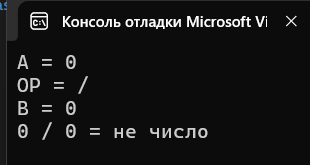 Консоль отладки Microsoft Vi
A = 0
OP = /
B = 0
0 / 0 = не число